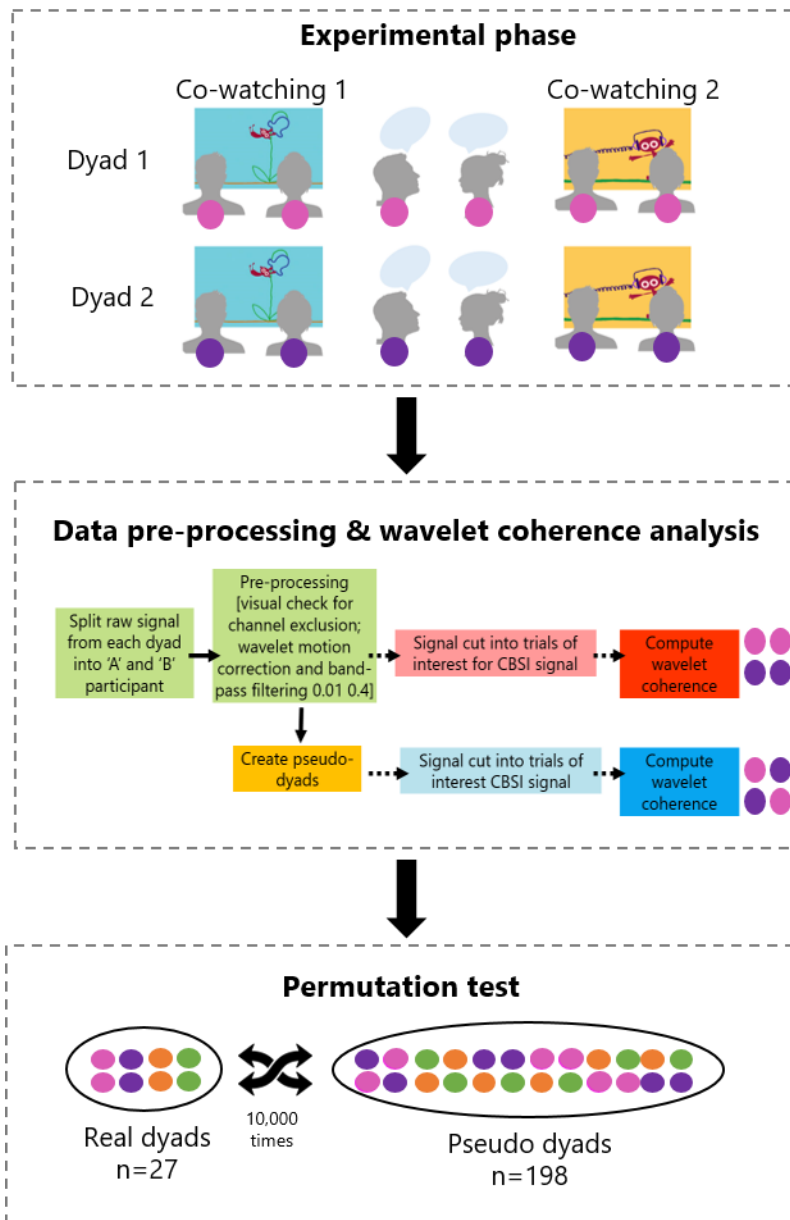 Experimental phase
Co-watching 1
Co-watching 2
Dyad 1
Dyad 2
Data pre-processing & wavelet coherence analysis
Split raw signal
from each dyad
into ‘A’ and ‘B’
participant
Pre-processing
[visual check for
channel exclusion;
wavelet motion
correction and band-
pass filtering 0.01 0.4]
Signal cut into trials of
interest for CBSI signal
Compute
wavelet
coherence
Create pseudo-
dyads
Signal cut into trials of
interest CBSI signal
Compute
wavelet
coherence
Permutation test
10,000
times
Real dyads
n=27
Pseudo dyads
n=198